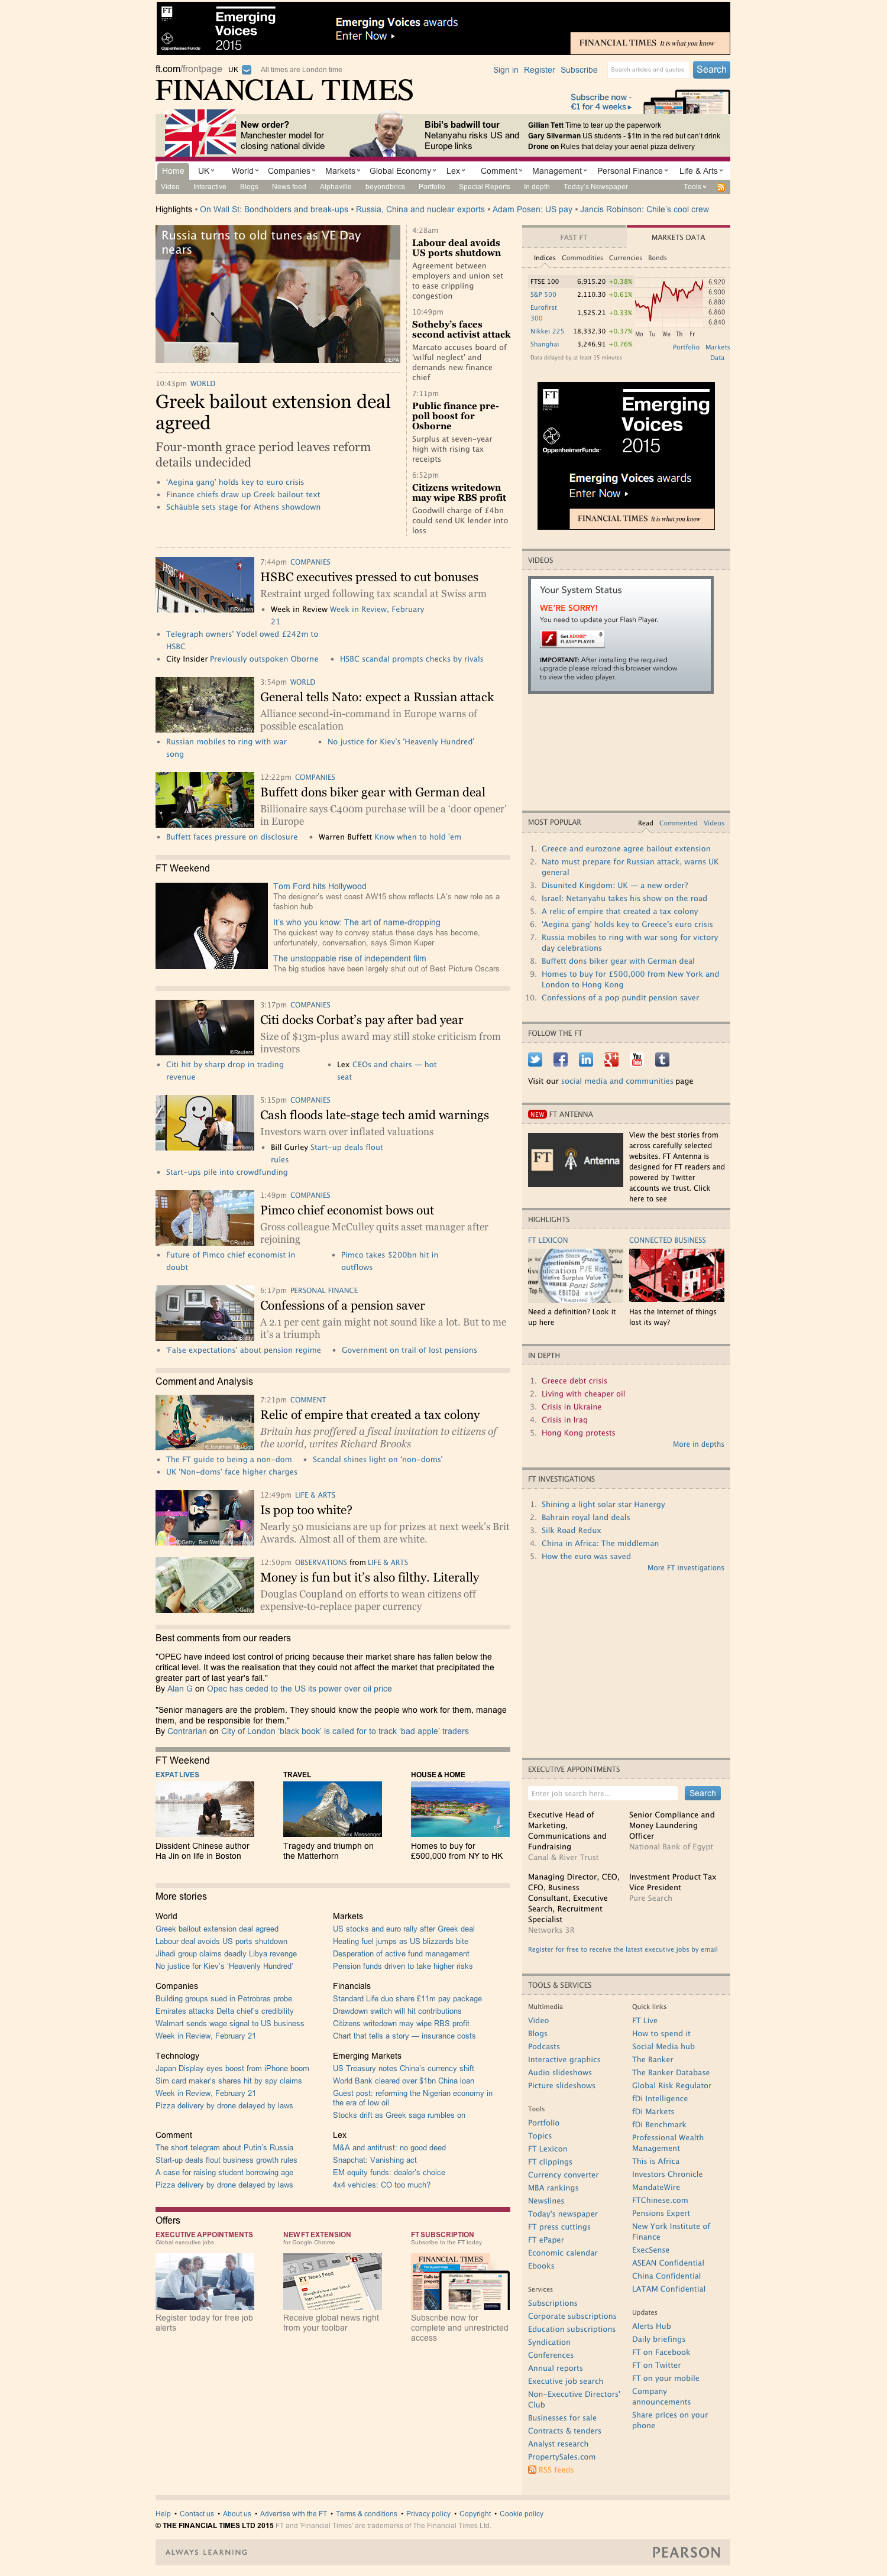 FT
FINANCIAL TIMES
OppenheimerFunds
Emerging
Voices
2015
Emerging Voices awards
Enter Now
FINANCIAL TIMES It is what you know
ft.com/frontpage UK All times are London time
Sign in Register Subscribe
Search articles and quotes Search
FINANCIAL TIMES
Subscribe now -
€1 for 4 weeks
New order?
Manchester model for
closing national divide
Bibi's badwill tour
Netanyahu risks US and
Europe links
Gillian Tett Time to tear up the paperwork
Gary Silverman US students - $1tn in the red but can't drink
Drone on Rules that delay your aerial pizza delivery
Home UK World Companies Markets Global Economy Lex Comment Management Personal Finance Life & Arts
Video Interactive Blogs News feed Alphaville beyondbrics Portfolio Special Reports In depth Today's Newspaper Tools
Highlights • On Wall St: Bondholders and break-ups • Russia, China and nuclear exports • Adam Posen: US pay • Jancis Robinson: Chile's cool crew
Russia turns to old tunes as VE Day
nears
©EPA
10:43pm WORLD
Greek bailout extension deal
agreed
Four-month grace period leaves reform
details undecided
'Aegina gang' holds key to euro crisis
Finance chiefs draw up Greek bailout text
Schäuble sets stage for Athens showdown
4:28am
Labour deal avoids
US ports shutdown
Agreement between
employers and union set
to ease crippling
congestion
10:49pm
Sotheby's faces
second activist attack
Marcato accuses board of
'wilful neglect' and
demands new finance
chief
7:11pm
Public finance pre-
poll boost for
Osborne
Surplus at seven-year
high with rising tax
receipts
6:52pm
Citizens writedown
may wipe RBS profit
Goodwill charge of £4bn
could send UK lender into
loss
7:44pm COMPANIES
HSBC executives pressed to cut bonuses
Restraint urged following tax scandal at Swiss arm
Week in Review Week in Review, February
21
©Reuters
Telegraph owners' Yodel owed £242m to
HSBC
City Insider Previously outspoken Oborne
HSBC scandal prompts checks by rivals
3:54pm WORLD
General tells Nato: expect a Russian attack
Alliance second-in-command in Europe warns of
possible escalation
Russian mobiles to ring with war
song
No justice for Kiev's 'Heavenly Hundred'
12:22pm COMPANIES
Buffett dons biker gear with German deal
Billionaire says €400m purchase will be a 'door opener'
in Europe
©Reuters
Buffett faces pressure on disclosure
Warren Buffett Know when to hold 'em
FT Weekend
Tom Ford hits Hollywood
The designer's west coast AW15 show reflects LA's new role as a
fashion hub
It's who you know: The art of name-dropping
The quickest way to convey status these days has become,
unfortunately, conversation, says Simon Kuper
The unstoppable rise of independent film
The big studios have been largely shut out of Best Picture Oscars
3:17pm COMPANIES
Citi docks Corbat's pay after bad year
Size of $13m-plus award may still stoke criticism from
investors
©Reuters
Citi hit by sharp drop in trading
revenue
Lex CEOs and chairs — hot
seat
5:15pm COMPANIES
Cash floods late-stage tech amid warnings
Investors warn over inflated valuations
Bill Gurley Start-up deals flout
rules
Start-ups pile into crowdfunding
1:49pm COMPANIES
Pimco chief economist bows out
Gross colleague McCulley quits asset manager after
rejoining
©Reuters
Future of Pimco chief economist in
doubt
Pimco takes $200bn hit in
outflows
6:17pm PERSONAL FINANCE
Confessions of a pension saver
A 2.1 per cent gain might not sound like a lot. But to me
it's a triumph
'False expectations' about pension regime
Government on trail of lost pensions
Comment and Analysis
7:21pm COMMENT
Relic of empire that created a tax colony
Britain has proffered a fiscal invitation to citizens of
the world, writes Richard Brooks
The FT guide to being a non-dom
Scandal shines light on 'non-doms'
UK 'Non-doms' face higher charges
12:49pm LIFE & ARTS
Is pop too white?
Nearly 50 musicians are up for prizes at next week's Brit
Awards. Almost all of them are white.
12:50pm OBSERVATIONS from LIFE & ARTS
Money is fun but it's also filthy. Literally
Douglas Coupland on efforts to wean citizens off
expensive-to-replace paper currency
©Getty
Best comments from our readers
"OPEC have indeed lost control of pricing because their market share has fallen below the
critical level. It was the realisation that they could not affect the market that precipitated the
greater part of last year's fall."
By Alan G on Opec has ceded to the US its power over oil price
"Senior managers are the problem. They should know the people who work for them, manage
them, and be responsible for them."
By Contrarian on City of London 'black book' is called for to track 'bad apple' traders
FT Weekend
EXPAT LIVES
Dissident Chinese author
Ha Jin on life in Boston
TRAVEL
Tragedy and triumph on
the Matterhorn
HOUSE & HOME
Homes to buy for
£500,000 from NY to HK
More stories
World
Greek bailout extension deal agreed
Labour deal avoids US ports shutdown
Jihadi group claims deadly Libya revenge
No justice for Kiev's 'Heavenly Hundred'
Markets
US stocks and euro rally after Greek deal
Heating fuel jumps as US blizzards bite
Desperation of active fund management
Pension funds driven to take higher risks
Companies
Building groups sued in Petrobras probe
Emirates attacks Delta chief's credibility
Walmart sends wage signal to US business
Week in Review, February 21
Financials
Standard Life duo share £11m pay package
Drawdown switch will hit contributions
Citizens writedown may wipe RBS profit
Chart that tells a story — insurance costs
Technology
Japan Display eyes boost from iPhone boom
Sim card maker's shares hit by spy claims
Week in Review, February 21
Pizza delivery by drone delayed by laws
Emerging Markets
US Treasury notes China's currency shift
World Bank cleared over $1bn China loan
Guest post: reforming the Nigerian economy in
the era of low oil
Stocks drift as Greek saga rumbles on
Comment
The short telegram about Putin's Russia
Start-up deals flout business growth rules
A case for raising student borrowing age
Pizza delivery by drone delayed by laws
Lex
M&A and antitrust: no good deed
Snapchat: Vanishing act
EM equity funds: dealer's choice
4x4 vehicles: CO too much?
Offers
EXECUTIVE APPOINTMENTS
Global executive jobs
Register today for free job
alerts
NEW FT EXTENSION
for Google Chrome
FT News Feed
Receive global news right
from your toolbar
FT SUBSCRIPTION
Subscribe to the FT today
FINANCIAL TIMES
Subscribe now for
complete and unrestricted
access
FAST FT MARKETS DATA
Indices Commodities Currencies Bonds
FTSE 100 6,915.20 +0.38%
S&P 500 2,110.30 +0.61%
Eurofirst
300 1,525.21 +0.33%
Nikkei 225 18,332.30 +0.37%
Shanghai 3,246.91 +0.76%
6,920
6,900
6,880
6,860
6,840
Mo Tu We Th Fr
Data delayed by at least 15 minutes
Portfolio Markets
Data
FT
FINANCIAL TIMES
OppenheimerFunds
Emerging
Voices
2015
Emerging Voices awards
Enter Now
FINANCIAL TIMES It is what you know
VIDEOS
Your System Status
WE'RE SORRY!
You need to update your Flash Player.
Get ADOBE FLASH PLAYER
IMPORTANT: After installing the required
upgrade please reload this browser window
to view the video player.
MOST POPULAR Read Commented Videos
1. Greece and eurozone agree bailout extension
2. Nato must prepare for Russian attack, warns UK
general
3. Disunited Kingdom: UK — a new order?
4. Israel: Netanyahu takes his show on the road
5. A relic of empire that created a tax colony
6. 'Aegina gang' holds key to Greece's euro crisis
7. Russia mobiles to ring with war song for victory
day celebrations
8. Buffett dons biker gear with German deal
9. Homes to buy for £500,000 from New York and
London to Hong Kong
10. Confessions of a pop pundit pension saver
FOLLOW THE FT
Visit our social media and communities page
NEW FT ANTENNA
FT Antenna
View the best stories from
across carefully selected
websites. FT Antenna is
designed for FT readers and
powered by Twitter
accounts we trust. Click
here to see
HIGHLIGHTS
FT LEXICON
Need a definition? Look it
up here
CONNECTED BUSINESS
Has the Internet of things
lost its way?
IN DEPTH
1. Greece debt crisis
2. Living with cheaper oil
3. Crisis in Ukraine
4. Crisis in Iraq
5. Hong Kong protests
More in depths
FT INVESTIGATIONS
1. Shining a light solar star Hanergy
2. Bahrain royal land deals
3. Silk Road Redux
4. China in Africa: The middleman
5. How the euro was saved
More FT investigations
EXECUTIVE APPOINTMENTS
Enter job search here... Search
Executive Head of
Marketing,
Communications and
Fundraising
Canal & River Trust
Senior Compliance and
Money Laundering
Officer
National Bank of Egypt
Managing Director, CEO,
CFO, Business
Consultant, Executive
Search, Recruitment
Specialist
Networks 3R
Investment Product Tax
Vice President
Pure Search
Register for free to receive the latest executive jobs by email
TOOLS & SERVICES
Multimedia
Video
Blogs
Podcasts
Interactive graphics
Audio slideshows
Picture slideshows
Tools
Portfolio
Topics
FT Lexicon
FT clippings
Currency converter
MBA rankings
Newslines
Today's newspaper
FT press cuttings
FT ePaper
Economic calendar
Ebooks
Services
Subscriptions
Corporate subscriptions
Education subscriptions
Syndication
Conferences
Annual reports
Executive job search
Non-Executive Directors'
Club
Businesses for sale
Contracts & tenders
Analyst research
PropertySales.com
RSS feeds
Quick links
FT Live
How to spend it
Social Media hub
The Banker
The Banker Database
Global Risk Regulator
fDi Intelligence
fDi Markets
fDi Benchmark
Professional Wealth
Management
This is Africa
Investors Chronicle
MandateWire
FTChinese.com
Pensions Expert
New York Institute of
Finance
ExecSense
ASEAN Confidential
China Confidential
LATAM Confidential
Updates
Alerts Hub
Daily briefings
FT on Facebook
FT on Twitter
FT on your mobile
Company
announcements
Share prices on your
phone
Help • Contact us • About us • Advertise with the FT • Terms & conditions • Privacy policy • Copyright • Cookie policy
© THE FINANCIAL TIMES LTD 2015 FT and 'Financial Times' are trademarks of The Financial Times Ltd.
ALWAYS LEARNING PEARSON